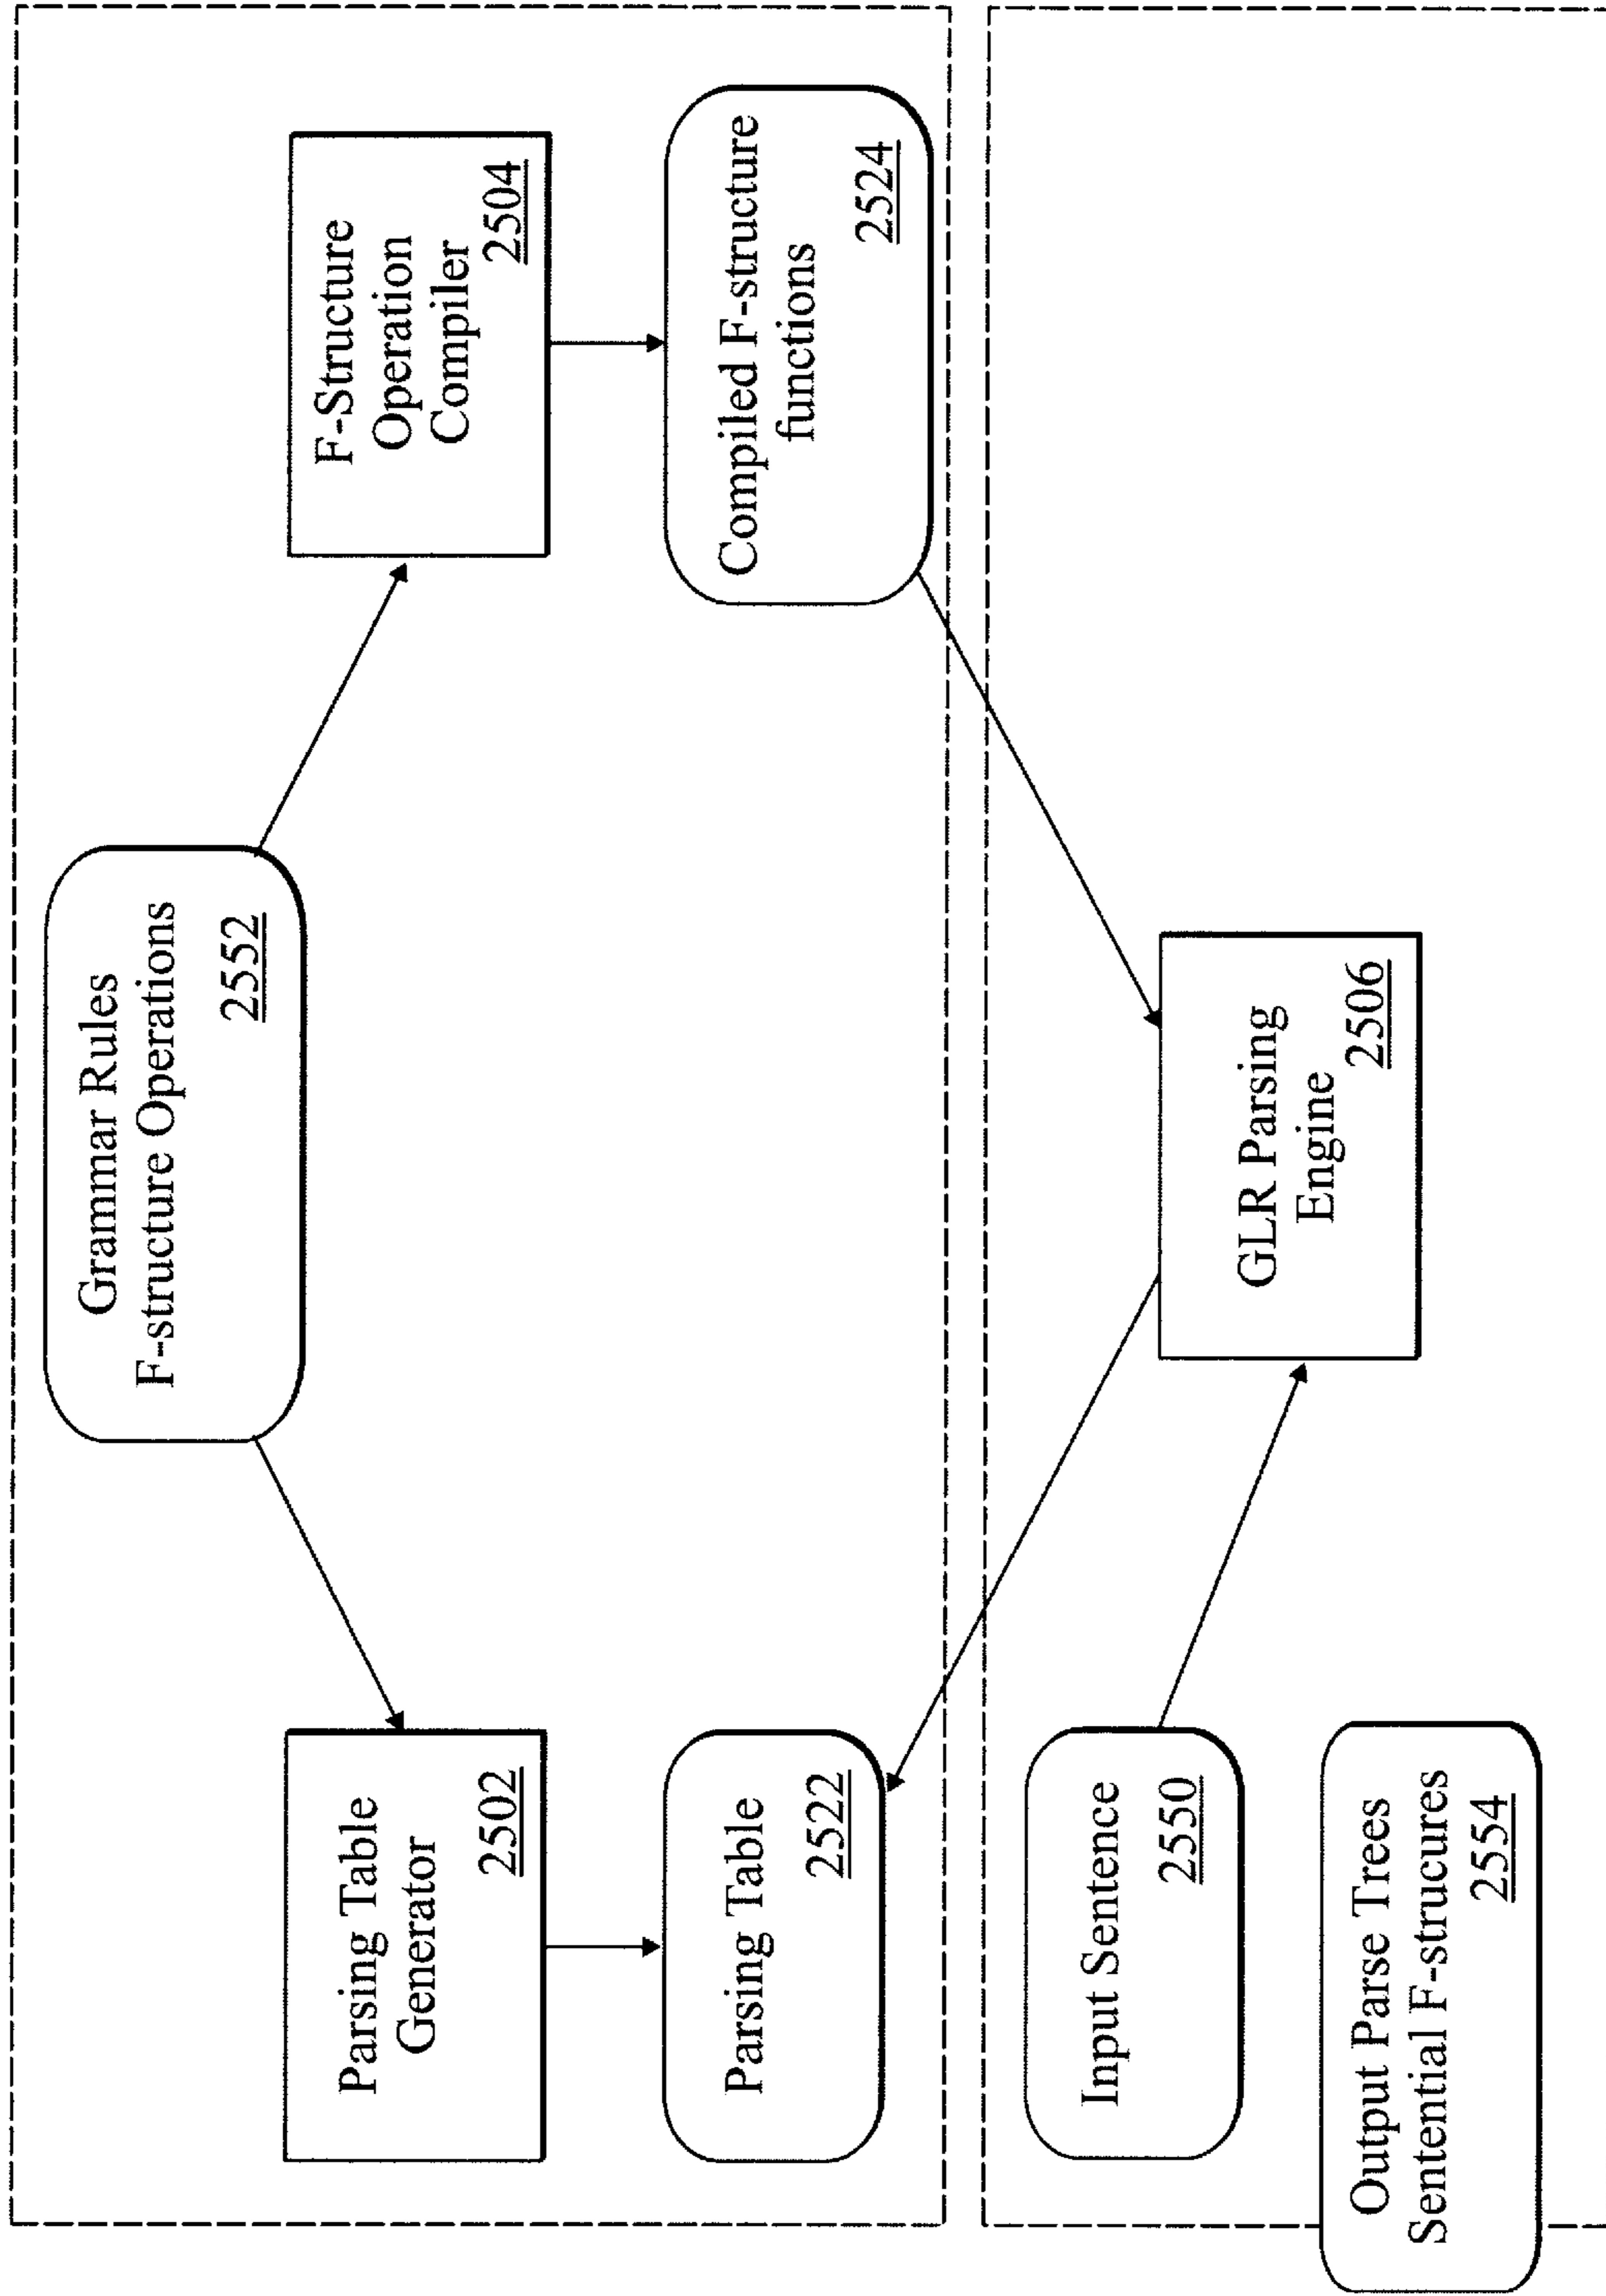 Grammar Rules
F-structure Operations
2552
Parsing Table
Generator
2502
F-Structure
Operation
Compiler
2504
Parsing Table
2522
Compiled F-structure
functions
2524
Input Sentence
2550
GLR Parsing
Engine
2506
Output Parse Trees
Sentential F-strucures
2554